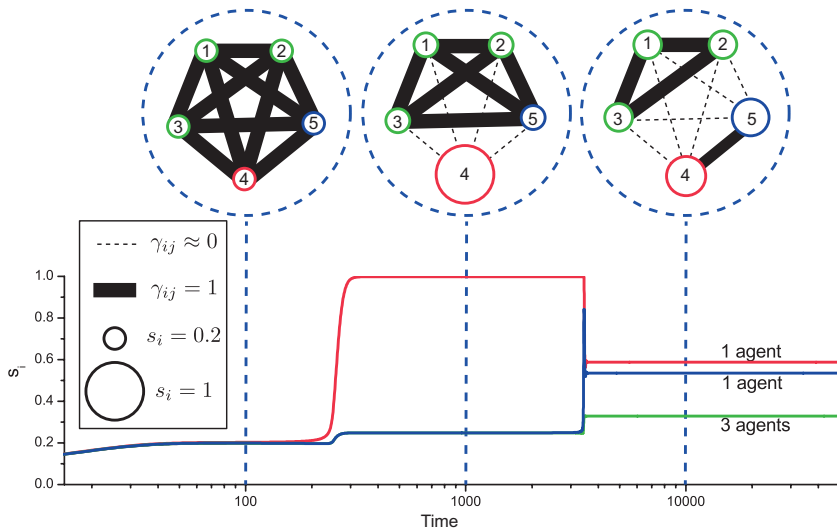 1 2
3 5
4
1 2
3 5
4
1 2
3 5
4
γij ≈ 0
γij = 1
si = 0.2
si = 1
1.0
0.8
0.6
0.4
0.2
0.0
si
1 agent
1 agent
3 agents
100 1000 10000
Time